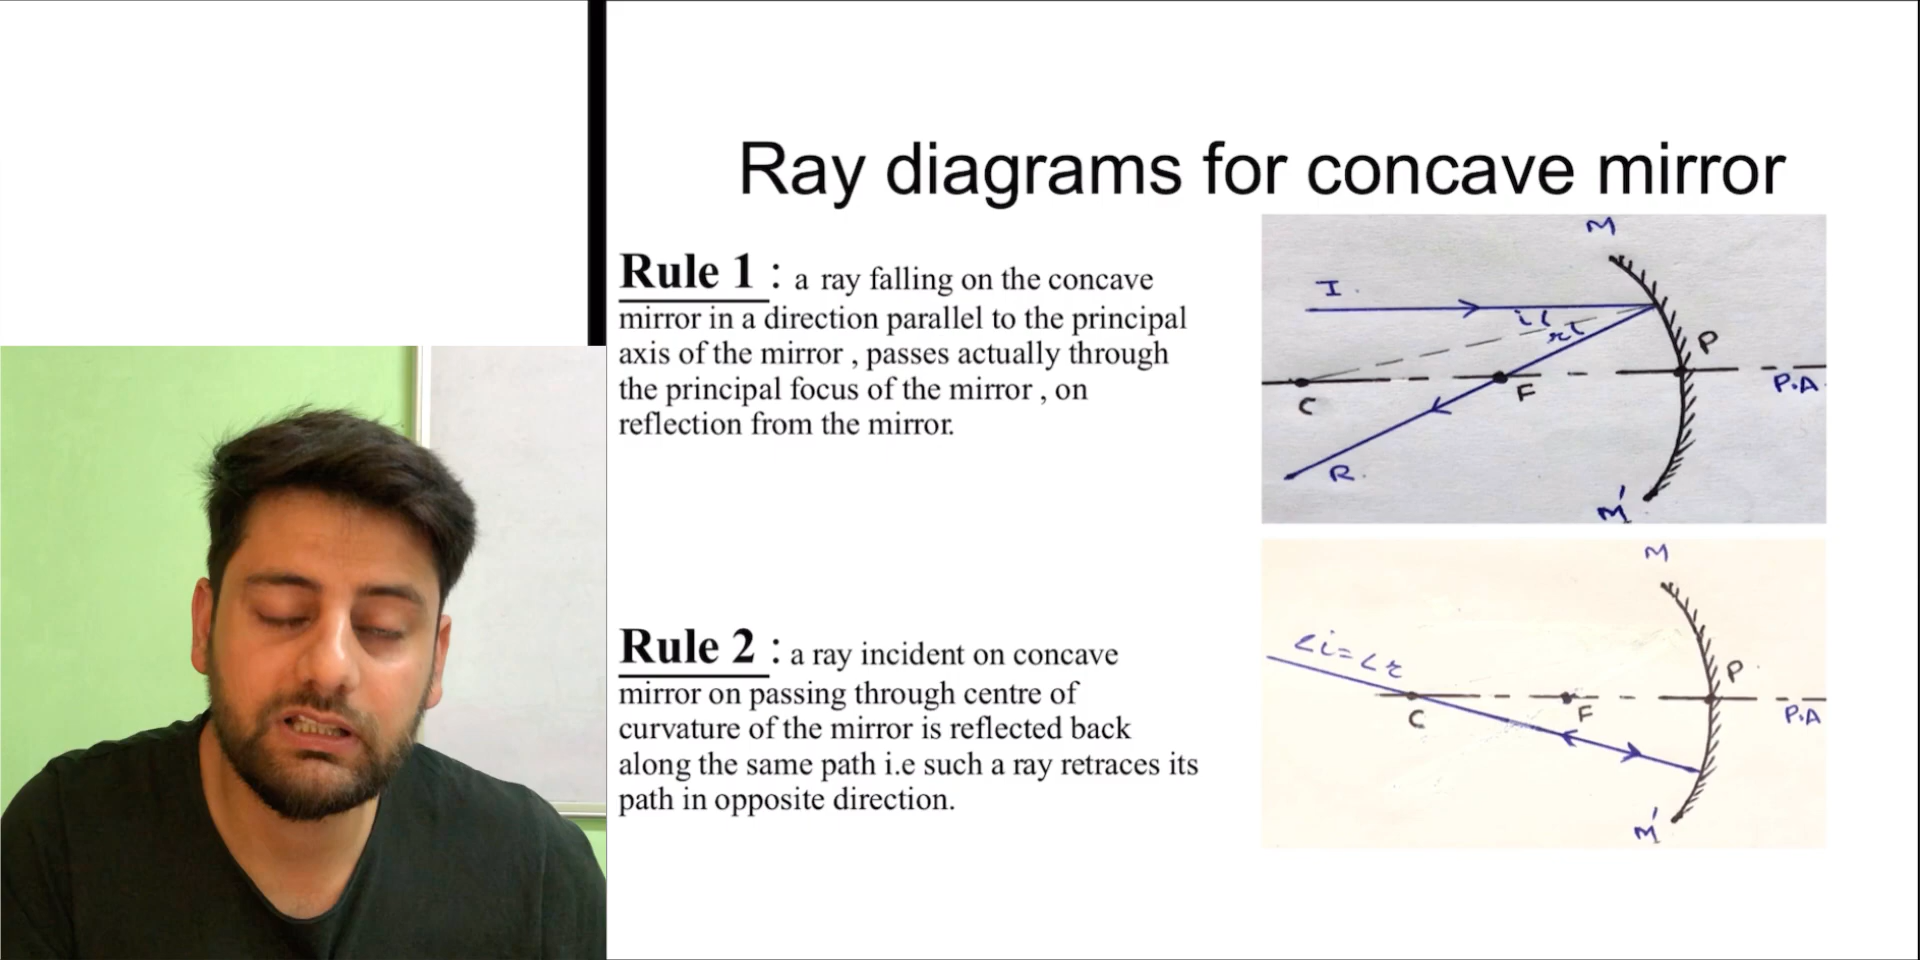 Ray diagrams for concave mirror
Rule 1 : a ray falling on the concave
mirror in a direction parallel to the principal
axis of the mirror , passes actually through
the principal focus of the mirror , on
reflection from the mirror.
M
I
i
r
P
P.A
C
F
R
M'
Rule 2 : a ray incident on concave
mirror on passing through centre of
curvature of the mirror is reflected back
along the same path i.e such a ray retraces its
path in opposite direction.
M
∠i=∠r
P
C
F
P.A
M'